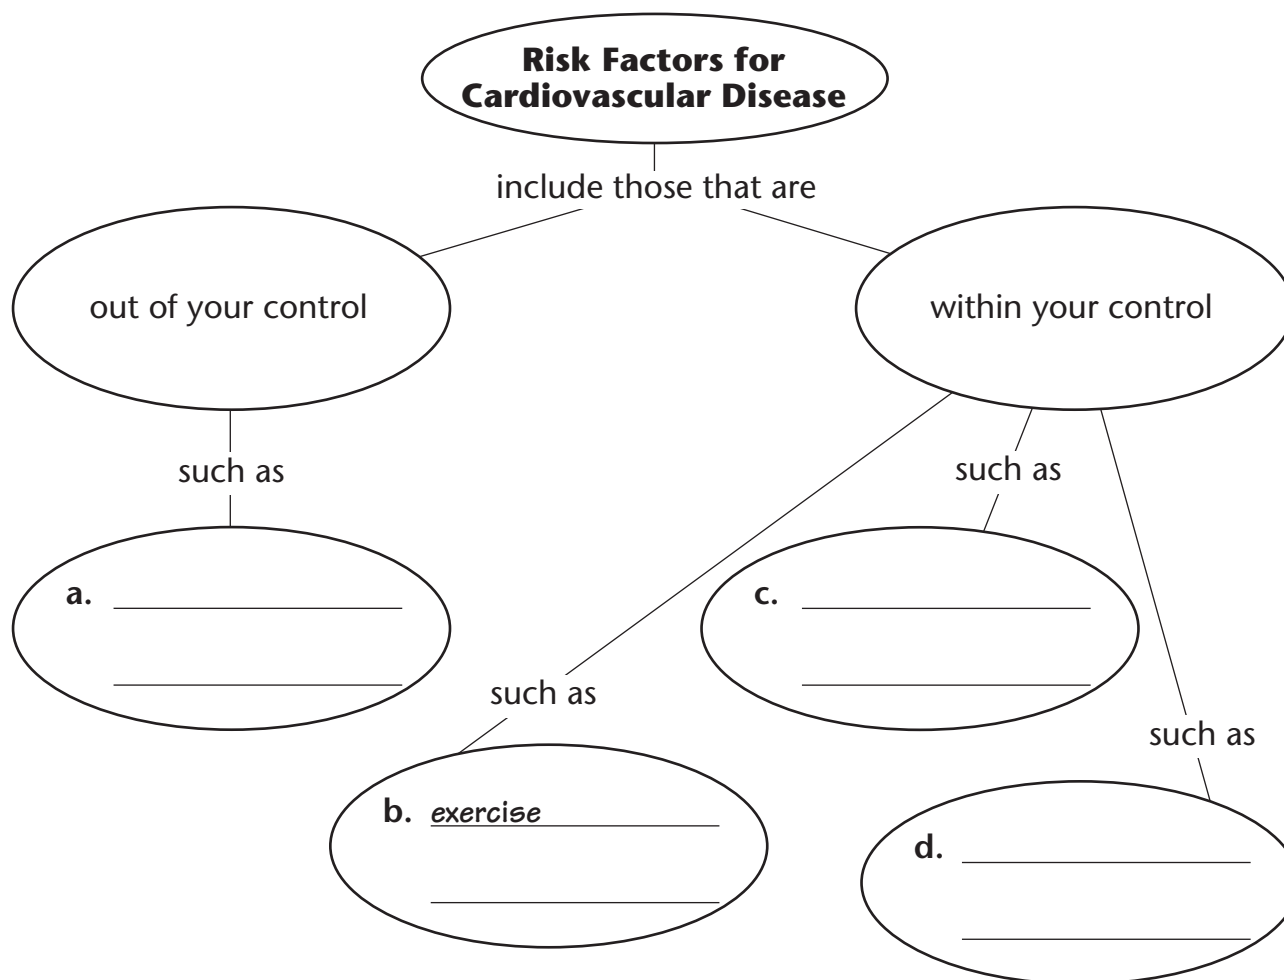 Risk Factors for
Cardiovascular Disease
include those that are
out of your control
within your control
such as
such as
a.
c.
such as
such as
b. exercise
d.